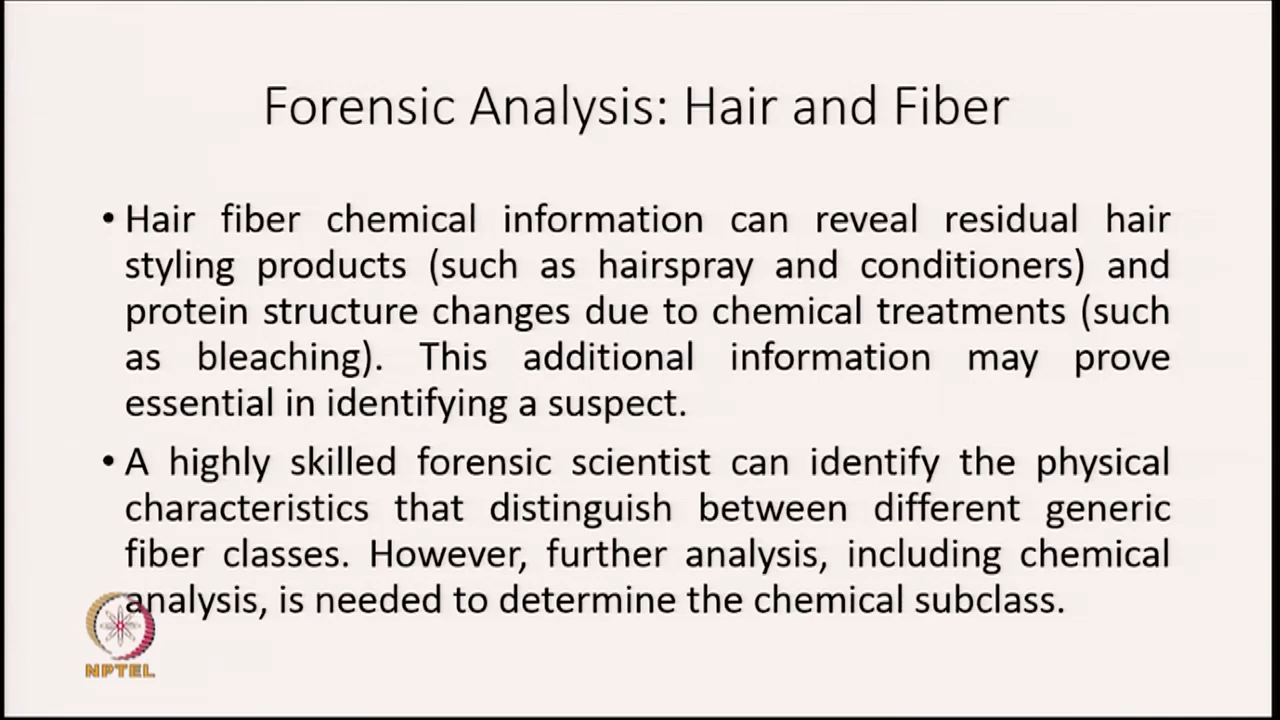 Forensic Analysis: Hair and Fiber
• Hair fiber chemical information can reveal residual hair
styling products (such as hairspray and conditioners) and
protein structure changes due to chemical treatments (such
as bleaching). This additional information may prove
essential in identifying a suspect.
• A highly skilled forensic scientist can identify the physical
characteristics that distinguish between different generic
fiber classes. However, further analysis, including chemical
analysis, is needed to determine the chemical subclass.
NPTEL